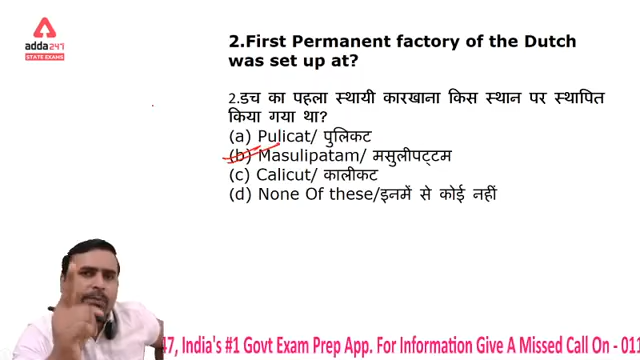 adda247
STATE EXAMS
2.First Permanent factory of the Dutch
was set up at?
2.डच का पहला स्थायी कारखाना किस स्थान पर स्थापित
किया गया था?
(a) Pulicat/ पुलिकट
(b) Masulipatam/ मसुलीपट्टम
(c) Calicut/ कालीकट
(d) None Of these/इनमें से कोई नहीं
47, India's #1 Govt Exam Prep App. For Information Give A Missed Call On - 011